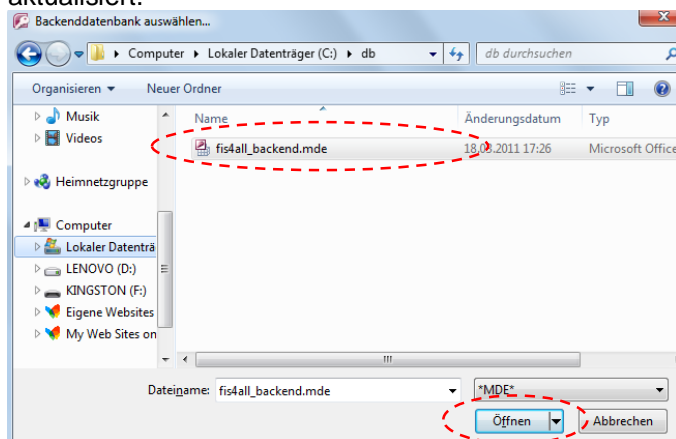 aktualisiert.
Backenddatenbank auswählen...
Computer Lokaler Datenträger (C:) db
db durchsuchen
Organisieren Neuer Ordner
Musik
Videos
Heimnetzgruppe
Computer
Lokaler Datenträ
LENOVO (D:)
KINGSTON (F:)
Eigene Websites
My Web Sites on
Name Änderungsdatum Typ
fis4all_backend.mde 18.03.2011 17:26 Microsoft Office
Dateiname: fis4all_backend.mde *MDE*
Öffnen Abbrechen